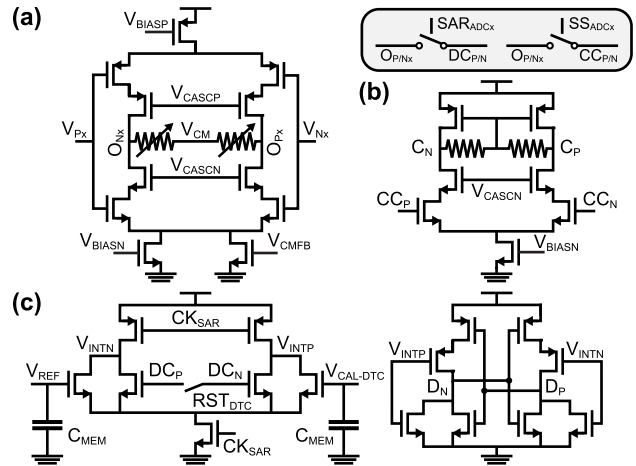 (a)
V_BIASP
V_CASCP
V_Px
O_Nx
V_CM
O_Px
V_Nx
V_CASCN
V_BIASN
V_CMFB
SAR_ADCx
O_P/Nx
DC_P/N
SS_ADCx
O_P/Nx
CC_P/N
(b)
C_N
C_P
V_CASCN
CC_P
CC_N
V_BIASN
(c)
CK_SAR
V_INTN
V_INTP
V_REF
DC_P
DC_N
V_CAL-DTC
RST_DTC
C_MEM
C_MEM
CK_SAR
V_INTP
V_INTN
D_N
D_P